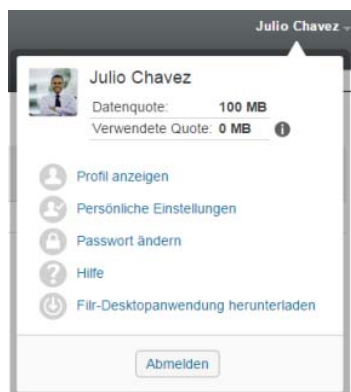 Julio Chavez
Julio Chavez
Datenquote: 100 MB
Verwendete Quote: 0 MB
Profil anzeigen
Persönliche Einstellungen
Passwort ändern
Hilfe
Filr-Desktopanwendung herunterladen
Abmelden